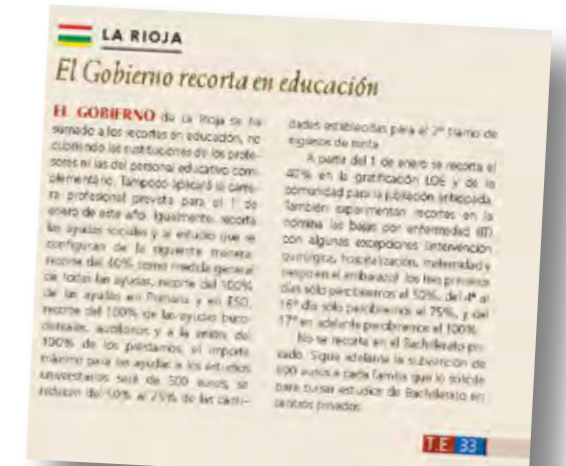 LA RIOJA
El Gobierno recorta en educación
EL GOBIERNO de La Rioja se ha
sumado a los recortes en educación, no
cubriendo las sustituciones de los profe-
sores ni las del personal educativo com-
plementario. Tampoco aplicará la carre-
ra profesional prevista para el 1 de
enero de este año. Igualmente, recorta
las ayudas sociales y al estudio que se
configuran de la siguiente manera:
recorte del 40% como medida general
de todas las ayudas, recorte del 100%
de las ayudas en Primaria y en ESO,
recorte del 100% de las ayudas buco-
dentales, audífonos y a la visión, del
100% de los préstamos, el importe
máximo para las ayudas a los estudios
universitarios será de 300 euros, se
reducen del 50% al 75% de las canti-
dades establecidas para el 2º tramo de
ingresos de renta.
A partir del 1 de enero se recorta el
40% en la gratificación LOE y de la
comunidad para la jubilación anticipada.
También experimentan recortes en la
nómina las bajas por enfermedad (IT)
con algunas excepciones (intervención
quirúrgica, hospitalización, maternidad y
riesgo en el embarazo): los tres primeros
días sólo percibiremos el 50%, del 4º al
16º día sólo percibiremos el 75%, y del
17º en adelante percibiremos el 100%.
No se recorta en el Bachillerato pri-
vado. Sigue adelante la subvención de
600 euros a cada familia que lo solicite
para cursar estudios de Bachillerato en
centros privados.
T.E. 33